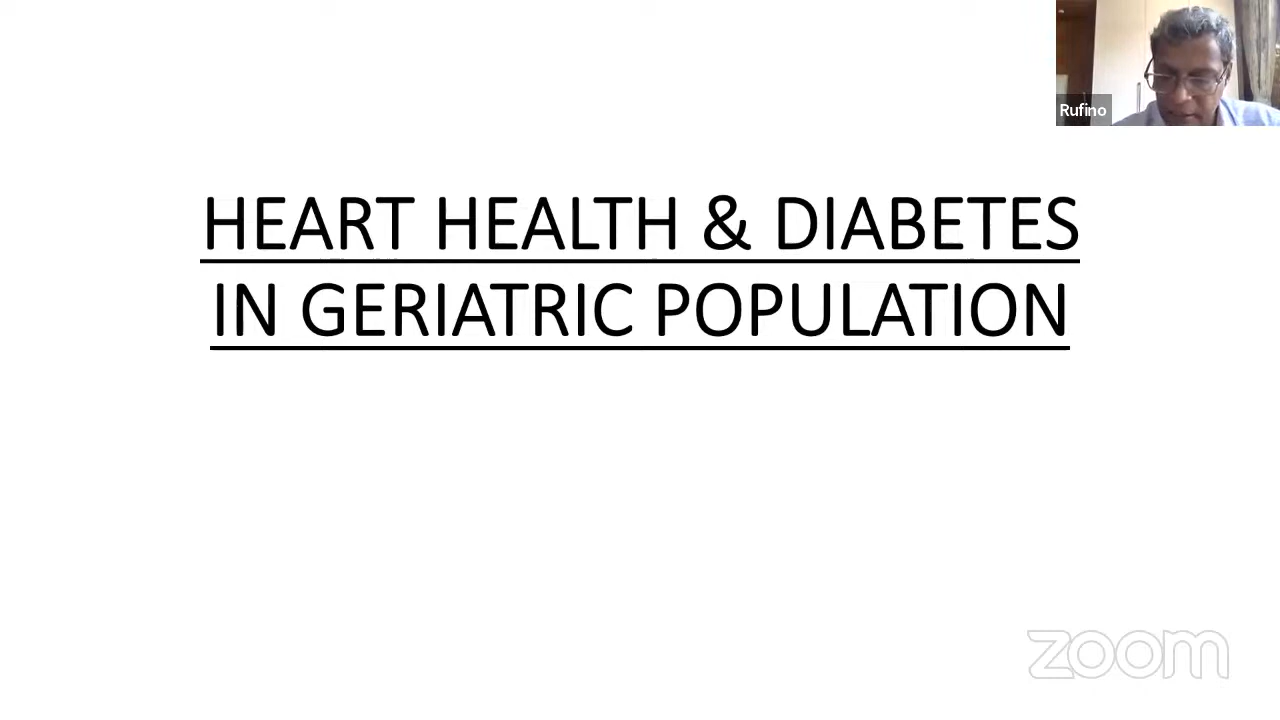 Rufino
HEART HEALTH & DIABETES
IN GERIATRIC POPULATION
zoom